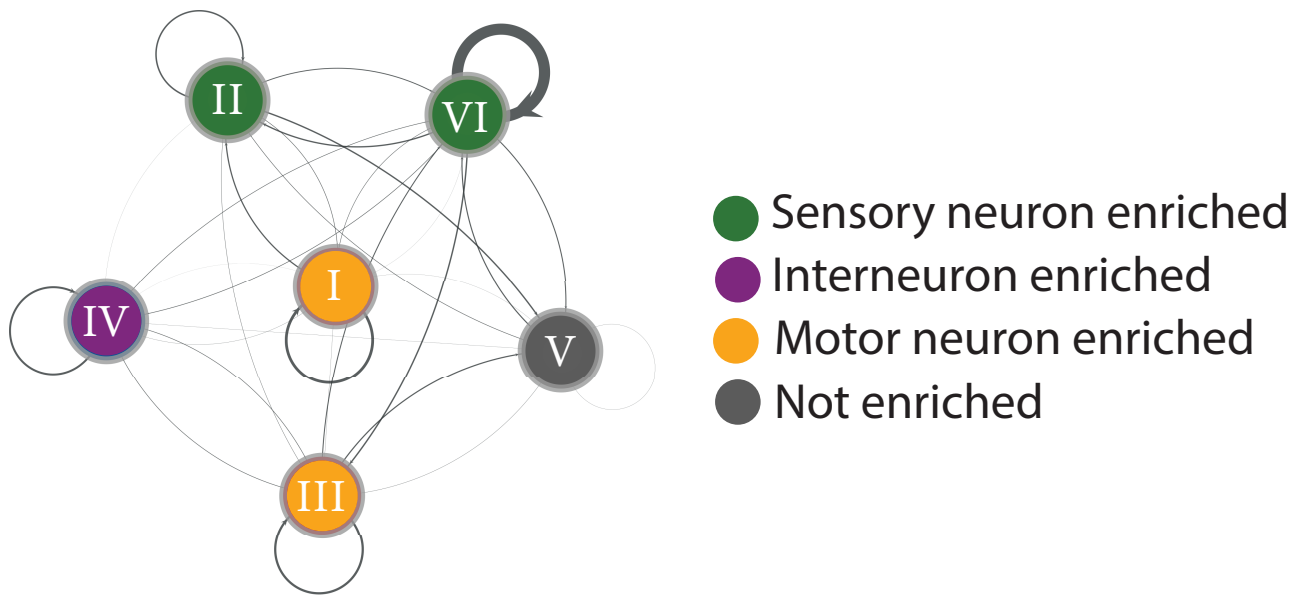 II
VI
I
IV
V
III
Sensory neuron enriched
Interneuron enriched
Motor neuron enriched
Not enriched